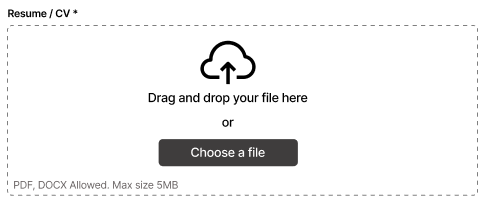 Resume / CV *
Drag and drop your file here
or
Choose a file
PDF, DOCX Allowed. Max size 5MB